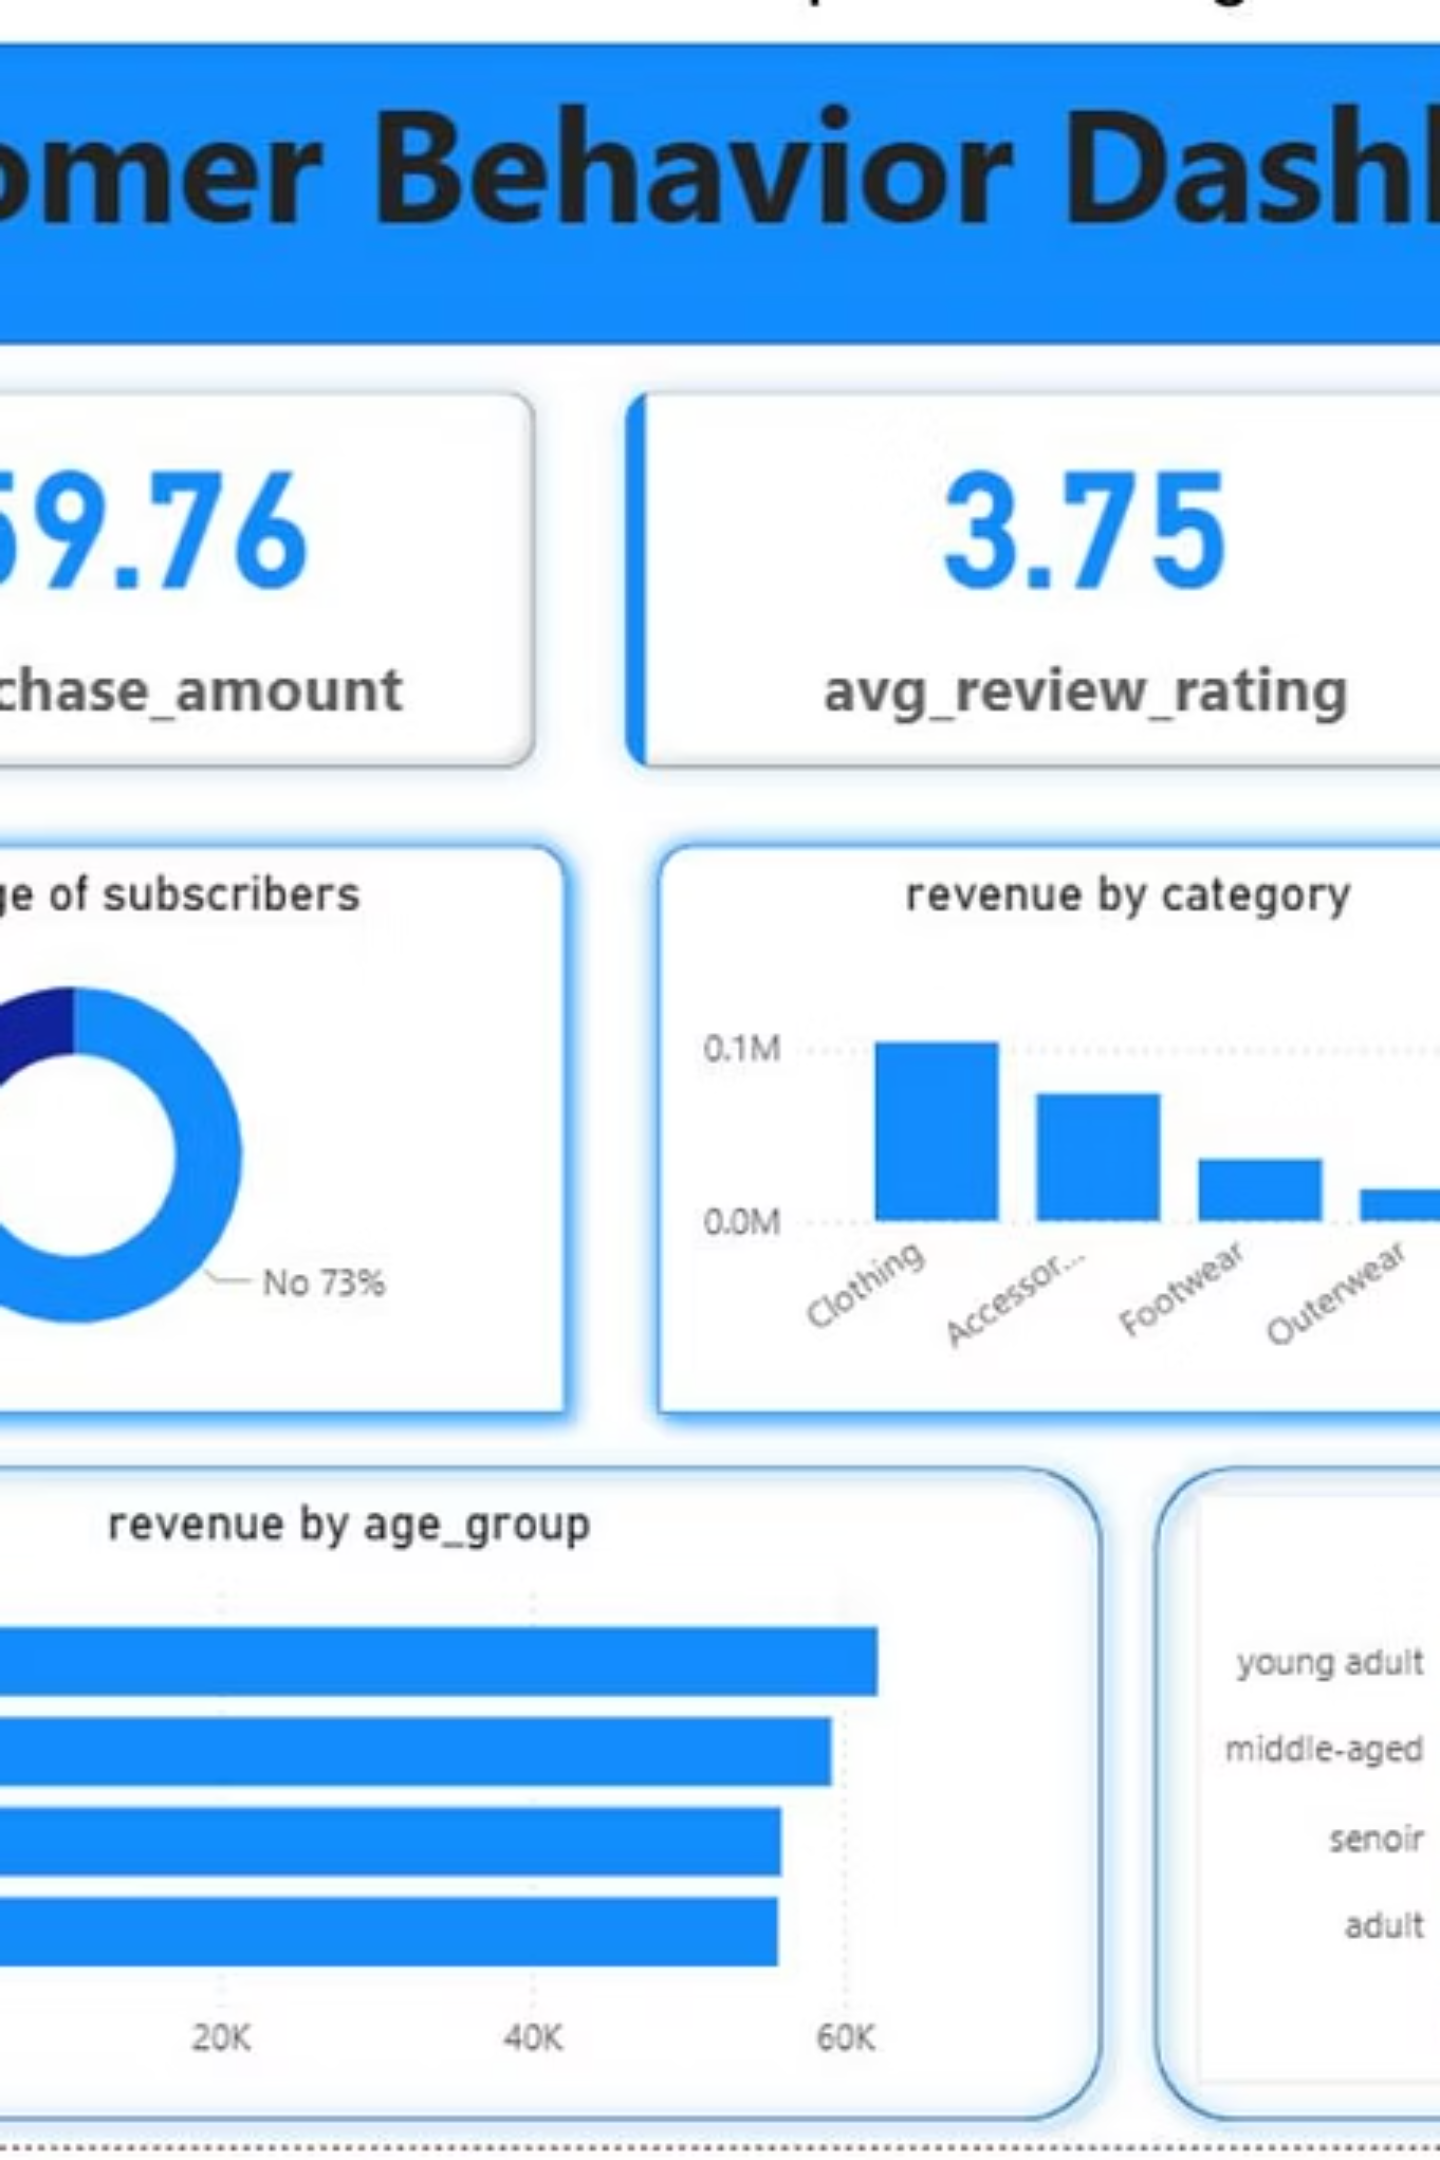 omer Behavior Dash
59.76
3.75
chase_amount
avg_review_rating
ge of subscribers
No 73%
revenue by category
0.1M
0.0M
Clothing
Accessor...
Footwear
Outerwear
revenue by age_group
20K
40K
60K
young adult
middle-aged
senoir
adult